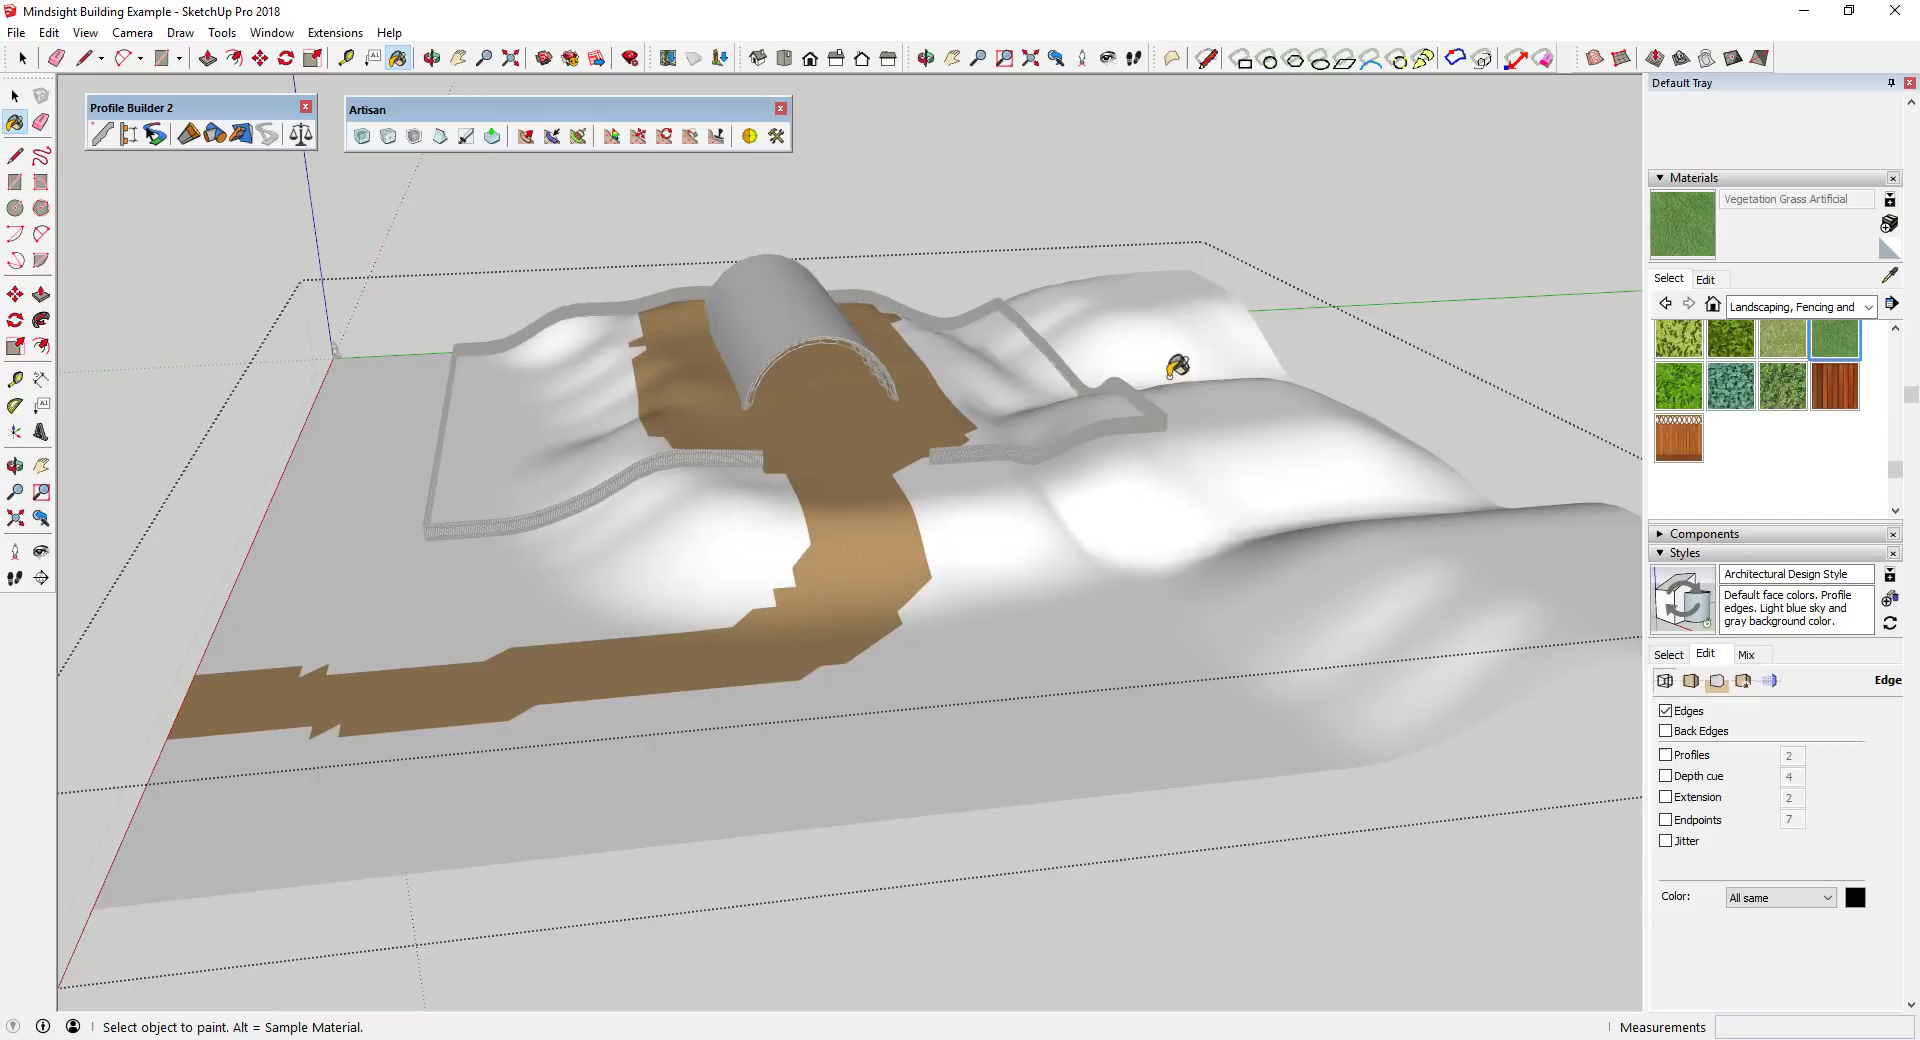 Mindsight Building Example - SketchUp Pro 2018
File Edit View Camera Draw Tools Window Extensions Help
Default Tray
Profile Builder 2
Artisan
Materials
Vegetation Grass Artificial
Select Edit
Landscaping, Fencing and
Components
Styles
Architectural Design Style
Default face colors. Profile
edges. Light blue sky and
gray background color.
Select Edit Mix
Edge
Edges
Back Edges
Profiles 2
Depth cue 4
Extension 2
Endpoints 7
Jitter
Color: All same
Select object to paint. Alt = Sample Material.
Measurements